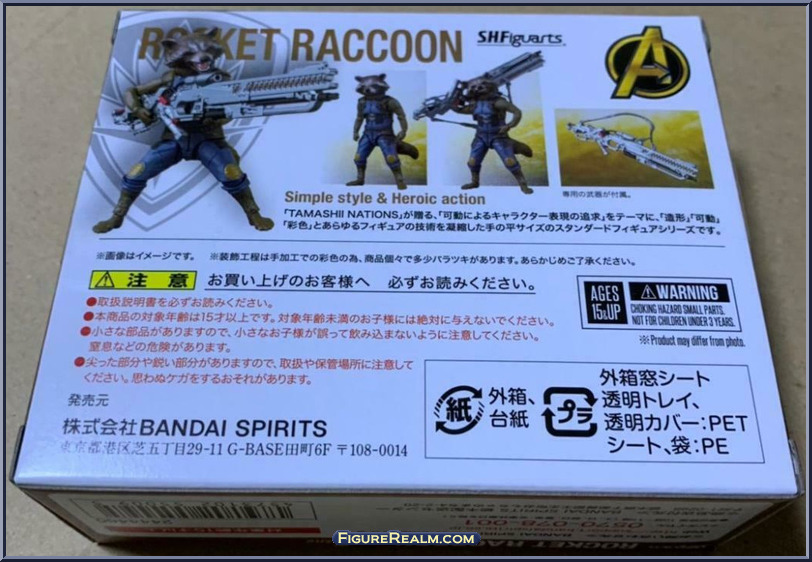 ROCKET RACCOON
S.H.Figuarts
A
専用の武器が付属。
Simple style & Heroic action
「TAMASHII NATIONS」が贈る、「可動によるキャラクター表現の追求」をテーマに、「造形」「可動」
「彩色」とあらゆるフィギュアの技術を凝縮した手の平サイズのスタンダードフィギュアシリーズです。
※画像はイメージです。 ※装飾工程は手加工での彩色の為、商品個々で多少バラツキがあります。あらかじめご了承ください。
注意 お買い上げのお客様へ 必ずお読みください。
●取扱説明書を必ずお読みください。
●本商品の対象年齢は15才以上です。対象年齢未満のお子様には絶対に与えないでください。
●小さな部品がありますので、小さなお子様が誤って飲み込まないように注意してください。
窒息などの危険があります。
●尖った部分や鋭い部分がありますので、取扱や保管場所に注意して
ください。思わぬケガをするおそれがあります。
AGES
15&UP
WARNING
CHOKING HAZARD-SMALL PARTS.
NOT FOR CHILDREN UNDER 3 YEARS.
※Product may differ from photo.
発売元
株式会社BANDAI SPIRITS
東京都港区芝五丁目29-11 G-BASE田町6F 〒108-0014
紙
外箱、
台紙
プラ
外箱窓シート
透明トレイ、
透明カバー:PET
シート、袋:PE
0570-078-001
ROCKET RAC
FIGUREREALM.COM